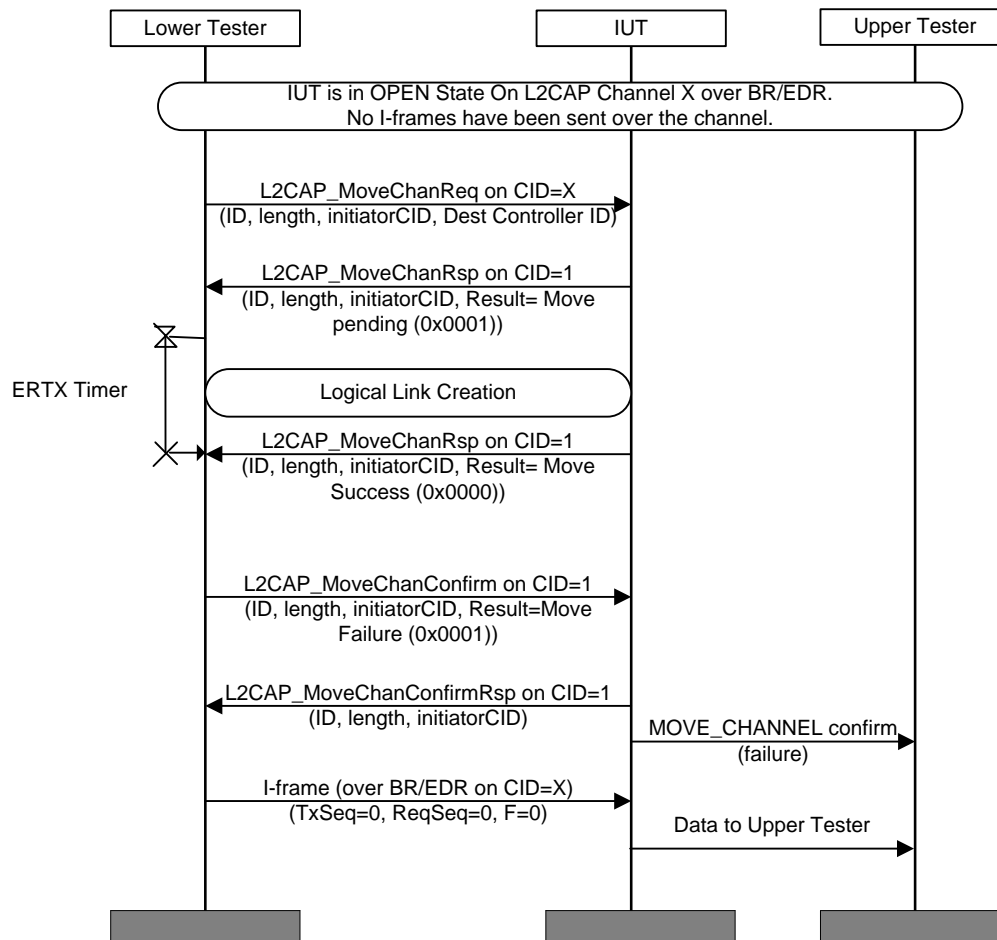 Lower Tester
IUT
Upper Tester
IUT is in OPEN State On L2CAP Channel X over BR/EDR.
No I-frames have been sent over the channel.
L2CAP_MoveChanReq on CID=X
(ID, length, initiatorCID, Dest Controller ID)
L2CAP_MoveChanRsp on CID=1
(ID, length, initiatorCID, Result= Move
pending (0x0001))
ERTX Timer
Logical Link Creation
L2CAP_MoveChanRsp on CID=1
(ID, length, initiatorCID, Result= Move
Success (0x0000))
L2CAP_MoveChanConfirm on CID=1
(ID, length, initiatorCID, Result=Move
Failure (0x0001))
L2CAP_MoveChanConfirmRsp on CID=1
(ID, length, initiatorCID)
MOVE_CHANNEL confirm
(failure)
I-frame (over BR/EDR on CID=X)
(TxSeq=0, ReqSeq=0, F=0)
Data to Upper Tester